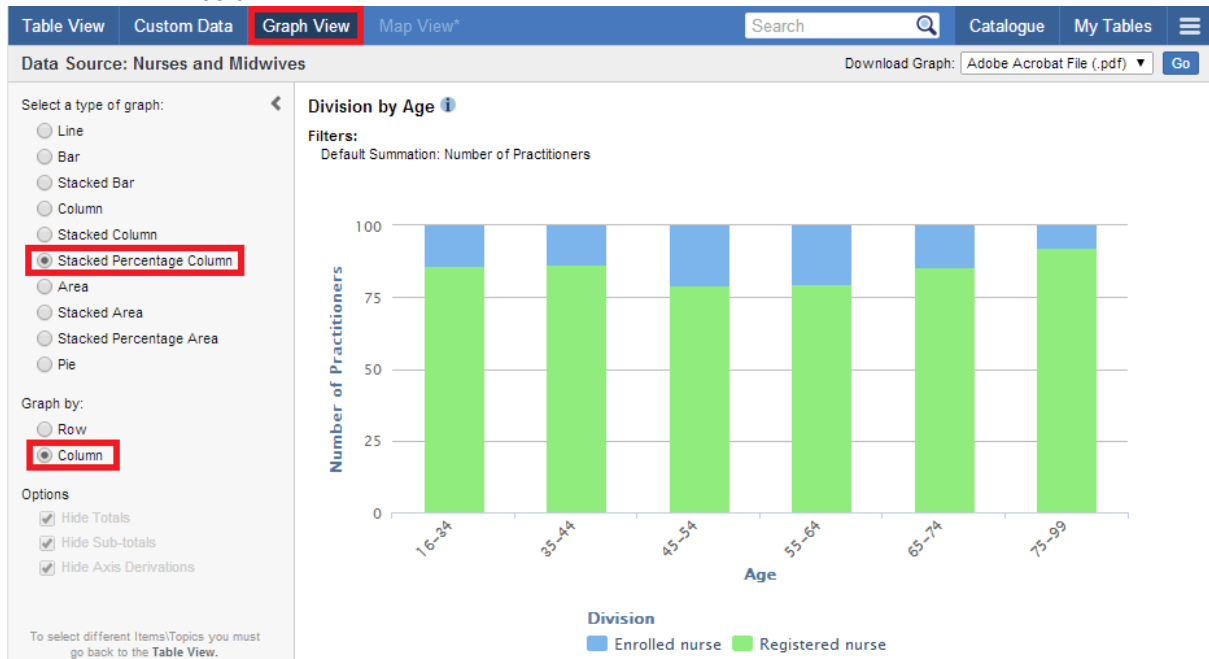 Table View Custom Data Graph View Map View* Search Catalogue My Tables
Data Source: Nurses and Midwives Download Graph: Adobe Acrobat File (.pdf) ▼ Go
Select a type of graph:
Line
Bar
Stacked Bar
Column
Stacked Column
Stacked Percentage Column
Area
Stacked Area
Stacked Percentage Area
Pie
Graph by:
Row
Column
Options
Hide Totals
Hide Sub-totals
Hide Axis Derivations
To select different Items\Topics you must
go back to the Table View.
Division by Age i
Filters:
Default Summation: Number of Practitioners
Number of Practitioners
100
75
50
25
0
16-34 35-44 45-54 55-64 65-74 75-99
Age
Division
Enrolled nurse Registered nurse